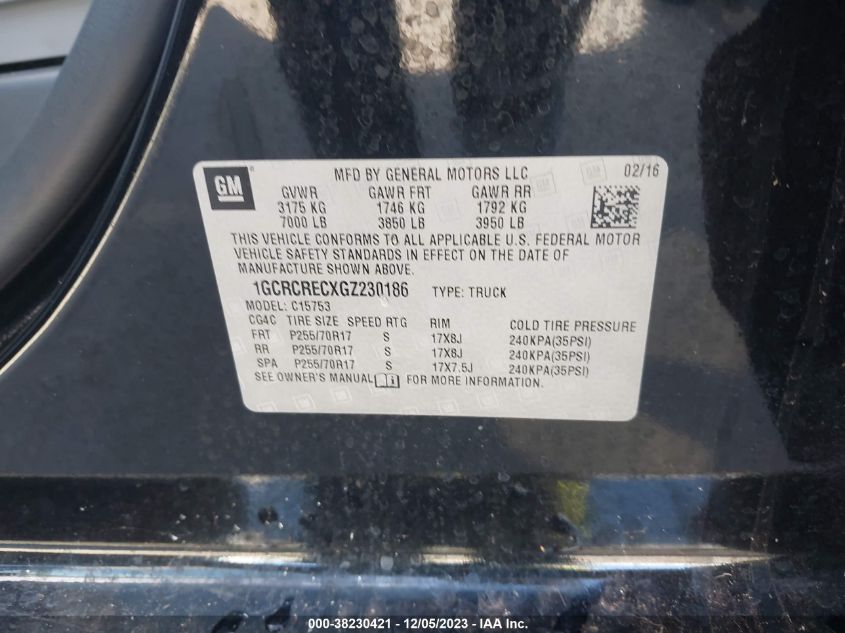 GM
MFD BY GENERAL MOTORS LLC 02/16
GVWR GAWR FRT GAWR RR
3175 KG 1746 KG 1792 KG
7000 LB 3850 LB 3950 LB
THIS VEHICLE CONFORMS TO ALL APPLICABLE U.S. FEDERAL MOTOR
VEHICLE SAFETY STANDARDS IN EFFECT ON THE DATE OF
MANUFACTURE SHOWN ABOVE.
1GCRCRECXGZ230186 TYPE: TRUCK
MODEL: C15753
CG4C TIRE SIZE SPEED RTG RIM COLD TIRE PRESSURE
FRT P255/70R17 S 17X8J 240KPA(35PSI)
RR P255/70R17 S 17X8J 240KPA(35PSI)
SPA P255/70R17 S 17X7.5J 240KPA(35PSI)
SEE OWNER'S MANUAL FOR MORE INFORMATION.
000-38230421 - 12/05/2023 - IAA Inc.